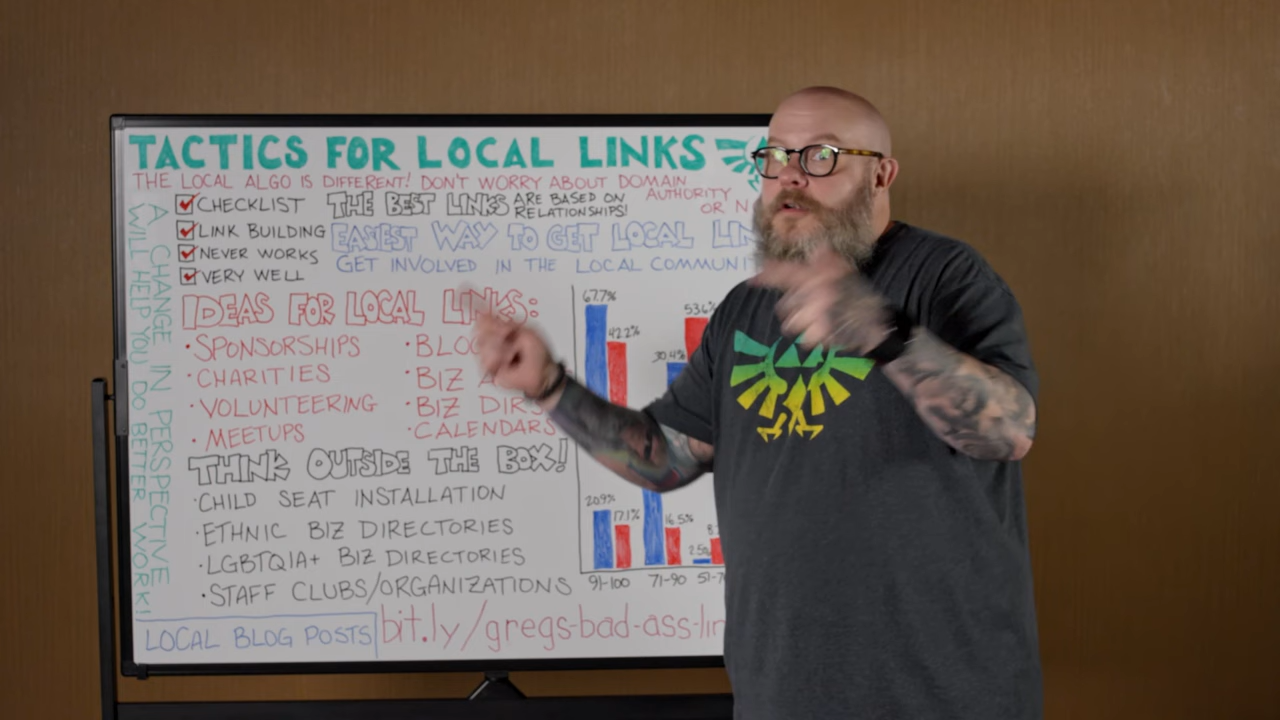 TACTICS FOR LOCAL LINKS
THE LOCAL ALGO IS DIFFERENT! DON'T WORRY ABOUT DOMAIN
AUTHORITY
OR
A CHANGE IN PERSPECTIVE
WILL HELP YOU DO BETTER WORK!
CHECKLIST
LINK BUILDING
NEVER WORKS
VERY WELL
THE BEST LINKS ARE BASED ON
RELATIONSHIPS!
EASIEST WAY TO GET LOCAL
GET INVOLVED IN THE LOCAL
IDEAS FOR LOCAL LINKS:
• SPONSORSHIPS
• CHARITIES
• VOLUNTEERING
• MEETUPS
• BIZ
• BIZ DIRS
• CALENDARS
THINK OUTSIDE THE BOX!
• CHILD SEAT INSTALLATION
• ETHNIC BIZ DIRECTORIES
• LGBTQIA+ BIZ DIRECTORIES
• STAFF CLUBS/ORGANIZATIONS
LOCAL BLOG POSTS
bit.ly/gregs-bad-ass-
67.7%
42.2%
30.4%
53.6%
20.9%
17.1%
16.5%
91-100
71-90